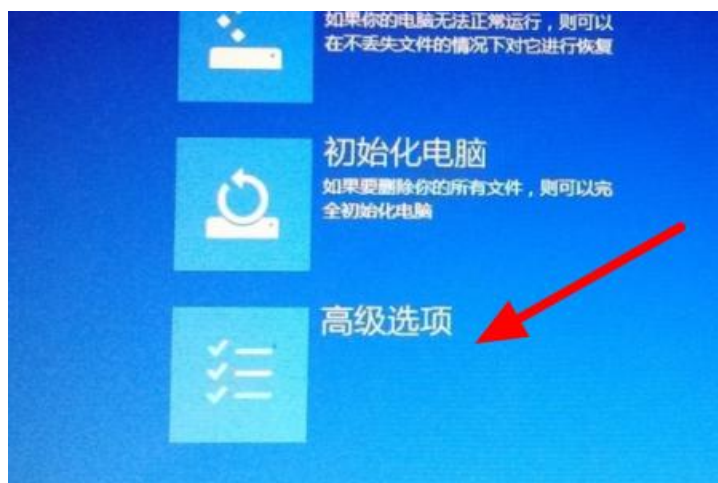 如果你的电脑无法正常运行，则可以
在不丢失文件的情况下对它进行恢复
初始化电脑
如果要删除你的所有文件，则可以完
全初始化电脑
高级选项